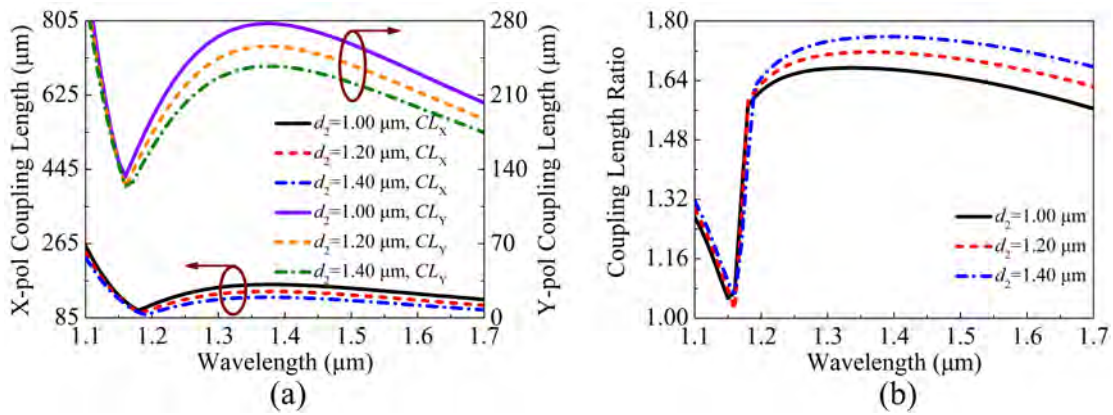 X-pol Coupling Length (μm)
805
625
445
265
85
1.1
1.2
1.3
1.4
1.5
1.6
1.7
Wavelength (μm)
280
210
140
70
0
Y-pol Coupling Length (μm)
d2=1.00 μm, CLX
d2=1.20 μm, CLX
d2=1.40 μm, CLX
d2=1.00 μm, CLY
d2=1.20 μm, CLY
d2=1.40 μm, CLY
(a)
Coupling Length Ratio
1.80
1.64
1.48
1.32
1.16
1.00
1.1
1.2
1.3
1.4
1.5
1.6
1.7
Wavelength (μm)
d2=1.00 μm
d2=1.20 μm
d2=1.40 μm
(b)